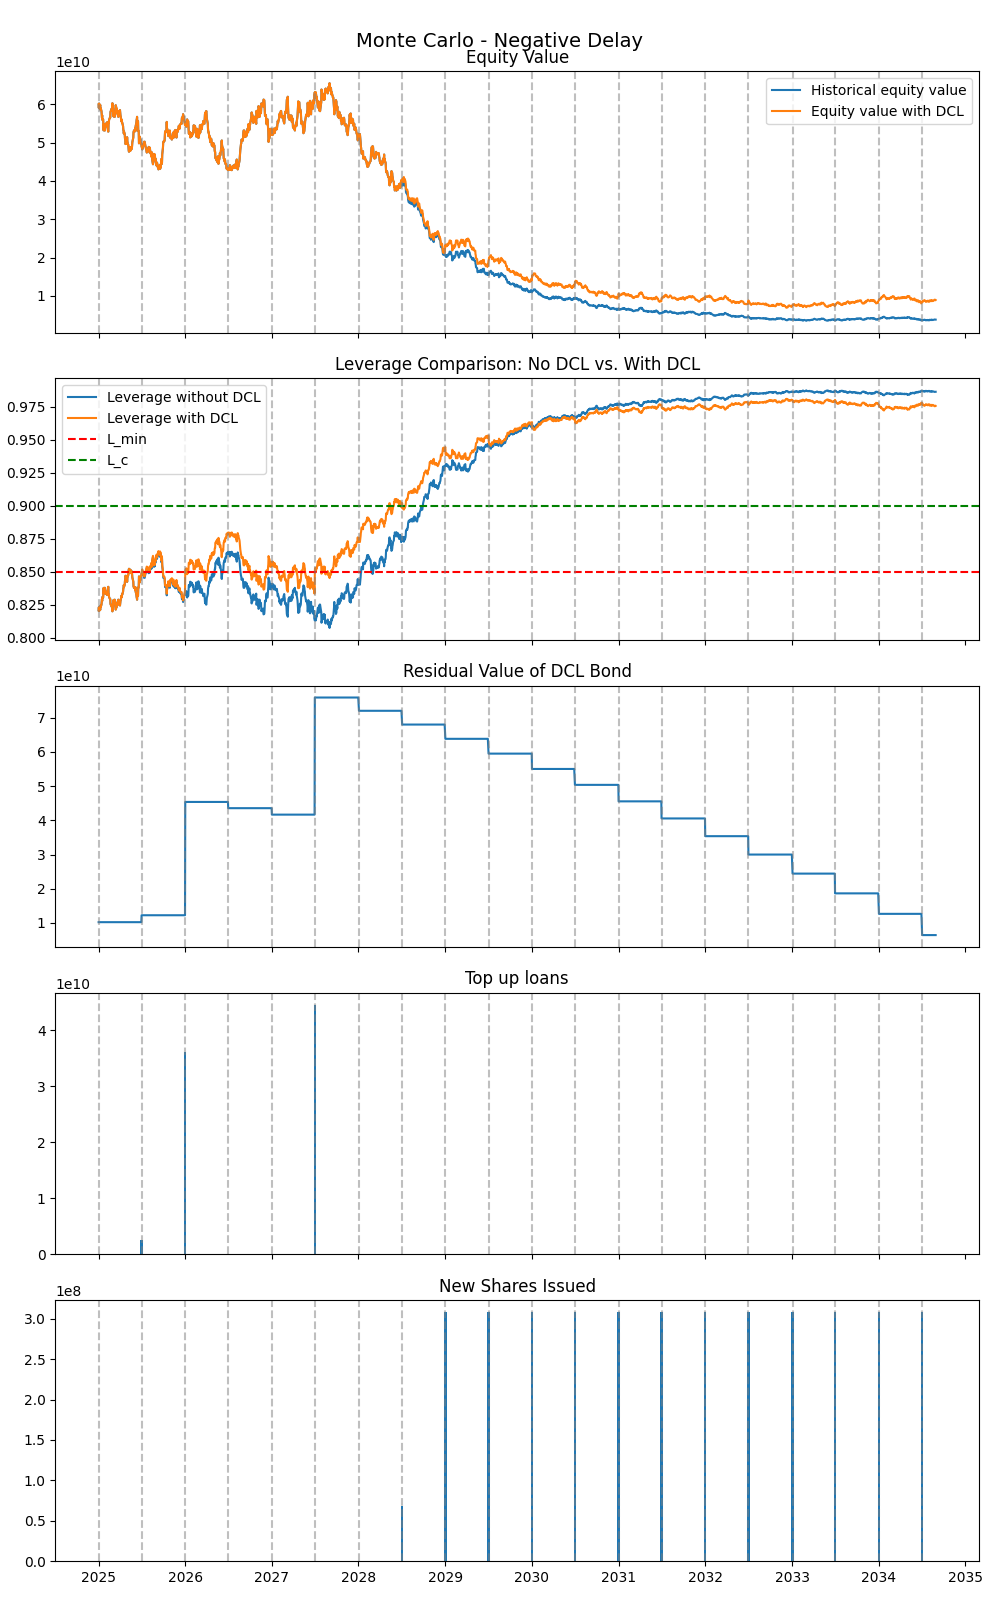 Monte Carlo - Negative Delay
Equity Value
1e10
6
5
4
3
2
1
Historical equity value
Equity value with DCL
Leverage Comparison: No DCL vs. With DCL
0.975
0.950
0.925
0.900
0.875
0.850
0.825
0.800
Leverage without DCL
Leverage with DCL
L_min
L_c
Residual Value of DCL Bond
1e10
7
6
5
4
3
2
1
Top up loans
1e10
4
3
2
1
0
New Shares Issued
1e8
3.0
2.5
2.0
1.5
1.0
0.5
0.0
2025 2026 2027 2028 2029 2030 2031 2032 2033 2034 2035